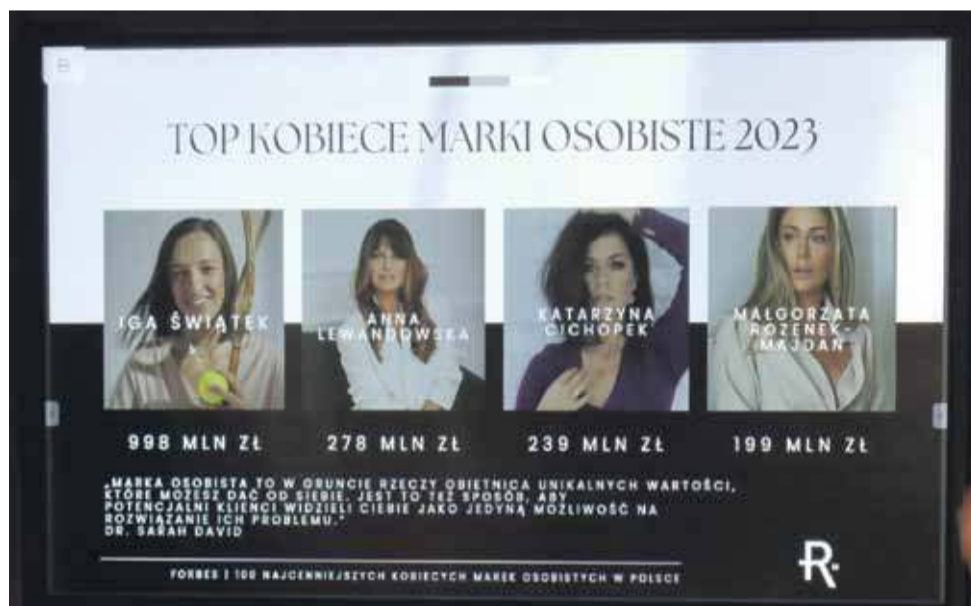 TOP KOBIECE MARKI OSOBISTE 2023
IGA ŚWIĄTEK
ANNA
LEWANDOWSKA
KATARZYNA
CICHOPEK
MAŁGORZATA
ROZENEK-
MAJDAN
998 MLN ZŁ
278 MLN ZŁ
239 MLN ZŁ
199 MLN ZŁ
„MARKA OSOBISTA TO W GRUNCIE RZECZY OBIETNICA UNIKALNYCH WARTOŚCI,
KTÓRE MOŻESZ DAĆ OD SIEBIE. JEST TO TEŻ SPOSÓB, ABY
POTENCJALNI KLIENCI WIDZIELI CIEBIE JAKO JEDYNĄ MOŻLIWOŚĆ NA
ROZWIĄZANIE ICH PROBLEMU."
DR. SARAH DAVID
R
FORBES | 100 NAJCENNIEJSZYCH KOBIECYCH MAREK OSOBISTYCH W POLSCE